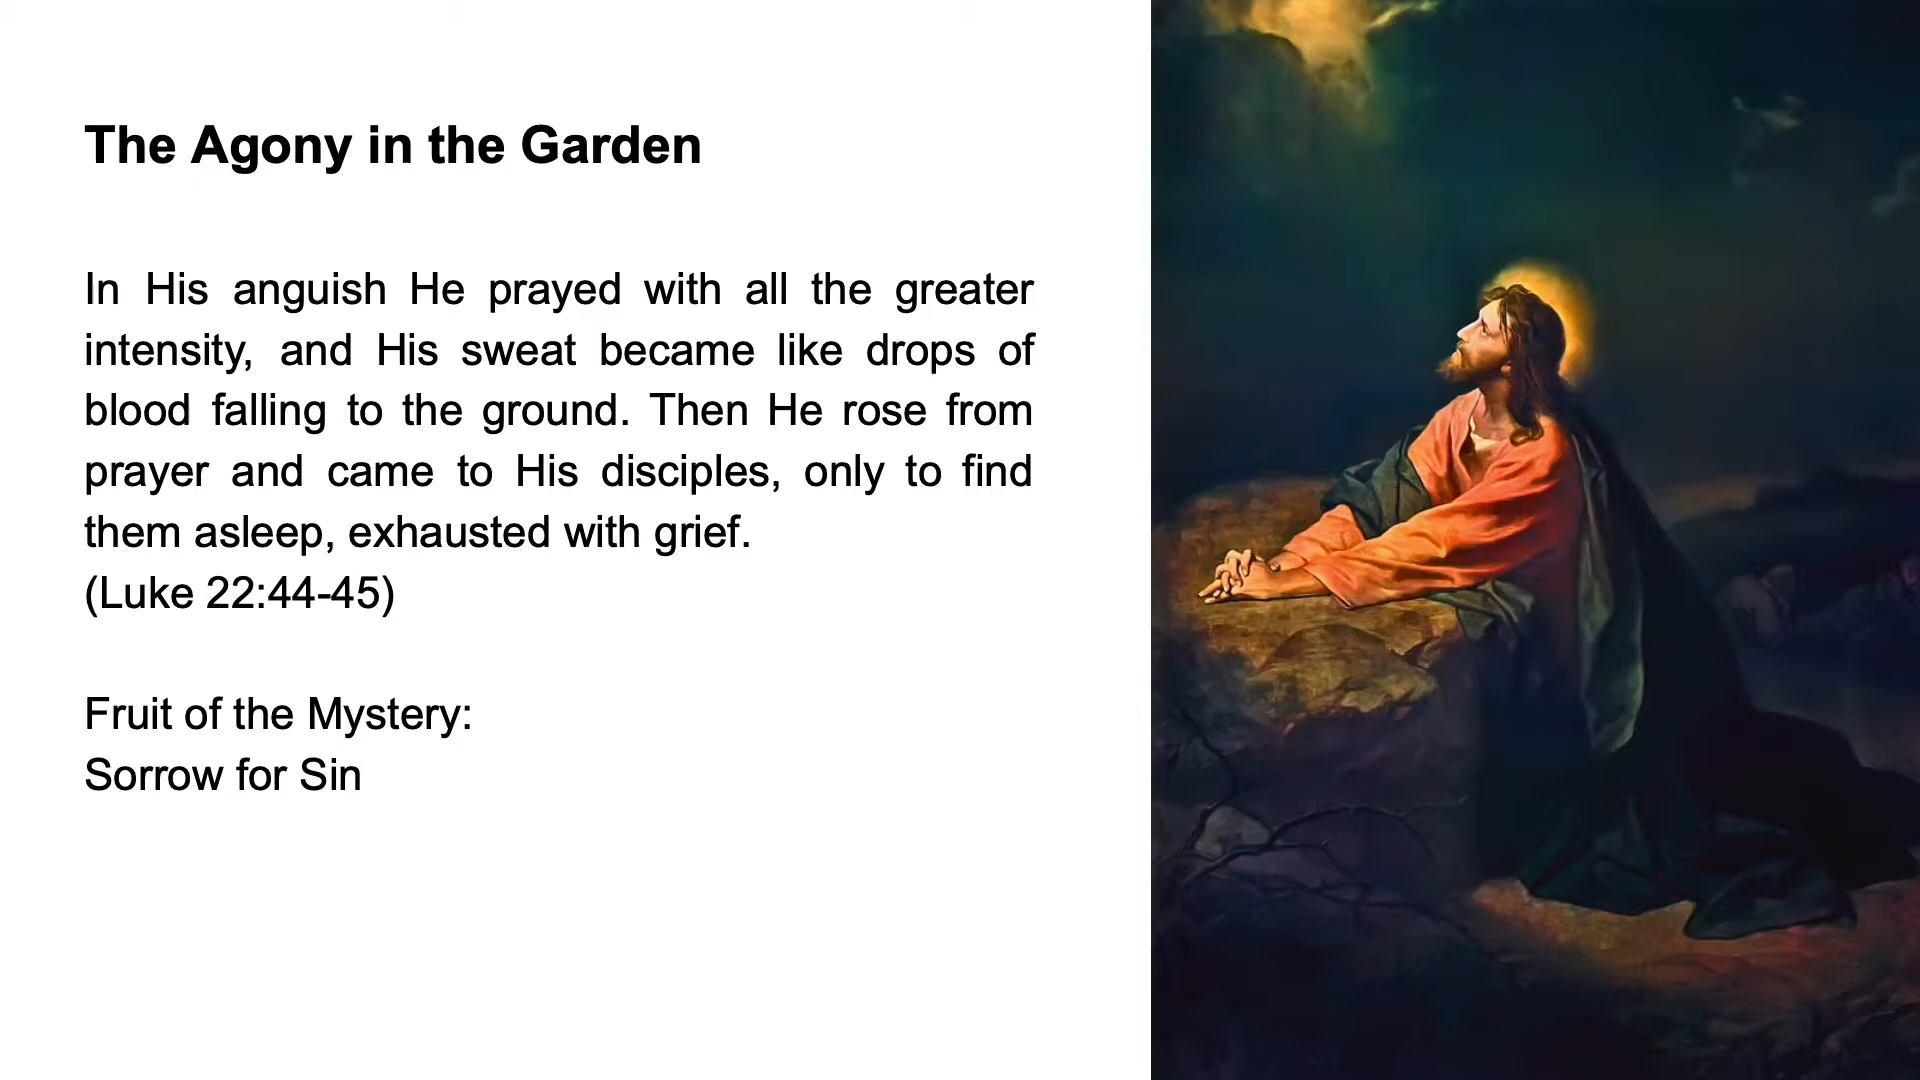 The Agony in the Garden
In His anguish He prayed with all the greater
intensity, and His sweat became like drops of
blood falling to the ground. Then He rose from
prayer and came to His disciples, only to find
them asleep, exhausted with grief.
(Luke 22:44-45)
Fruit of the Mystery:
Sorrow for Sin